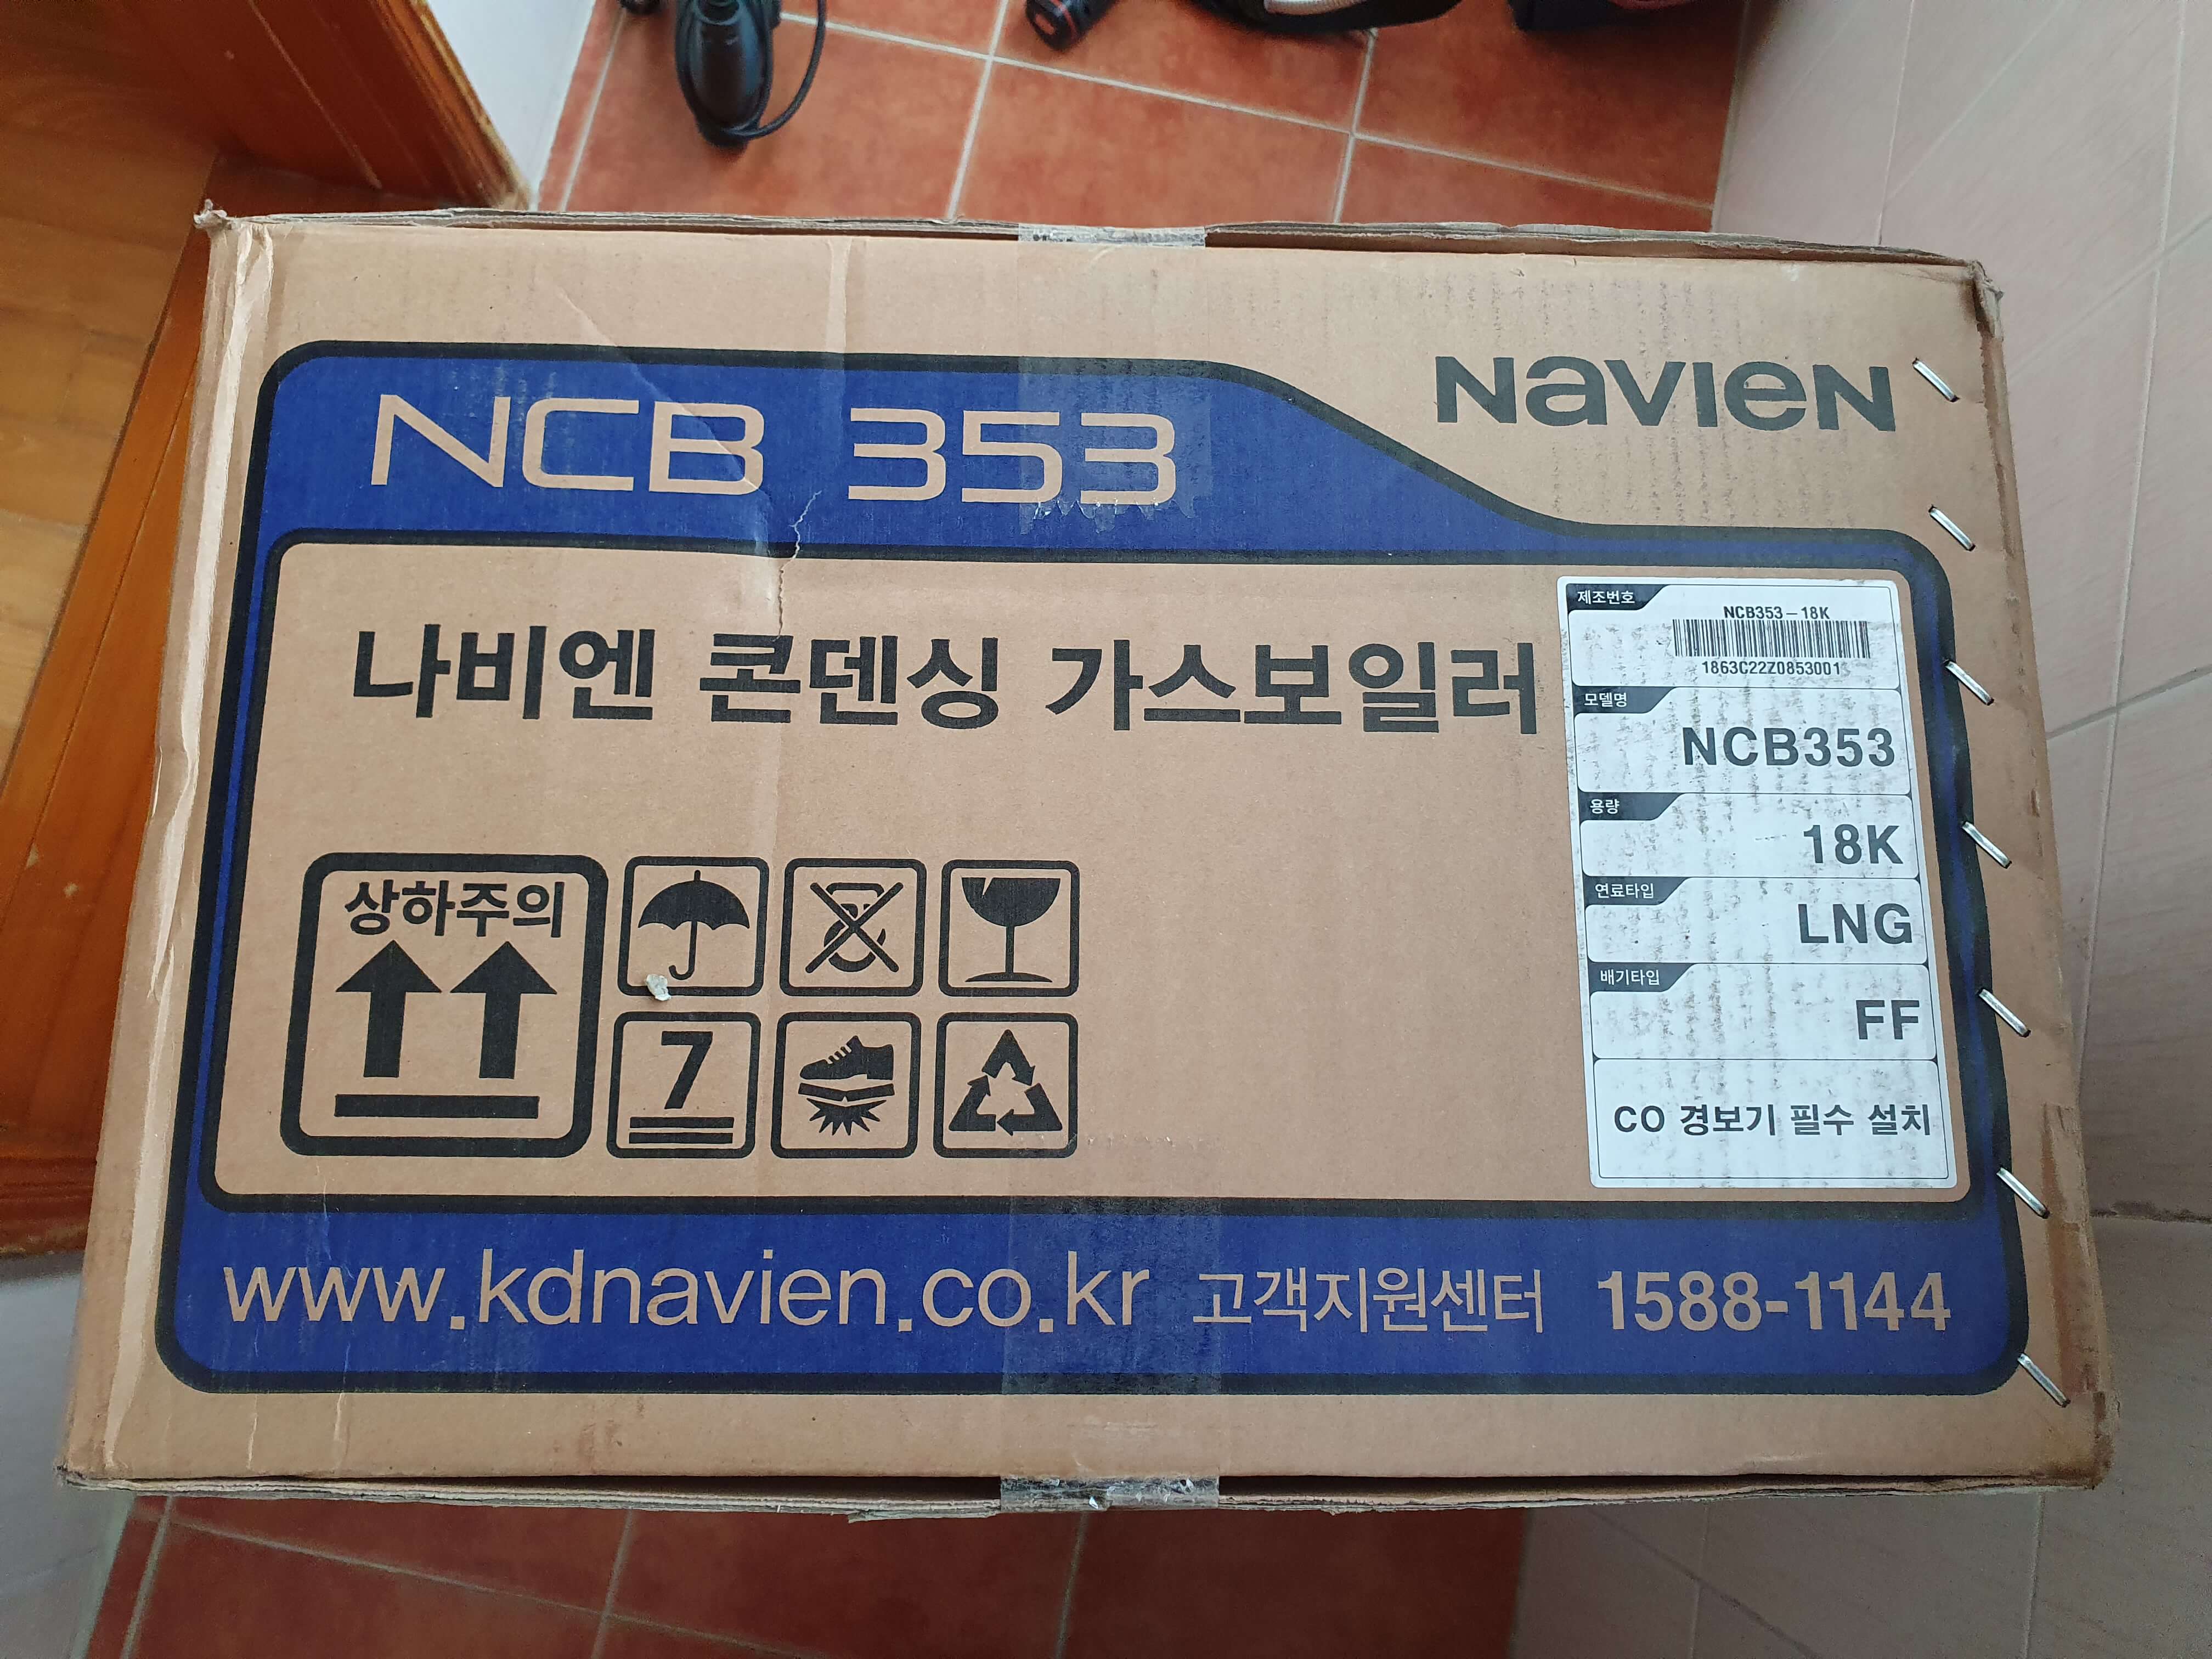 NCB 353
NAVIEN
나비엔 콘덴싱 가스보일러
상하주의
7
제조번호
NCB353-18K
1863C22Z0853001
모델명
NCB353
용량
18K
연료타입
LNG
배기타입
FF
CO 경보기 필수 설치
www.kdnavien.co.kr 고객지원센터 1588-1144